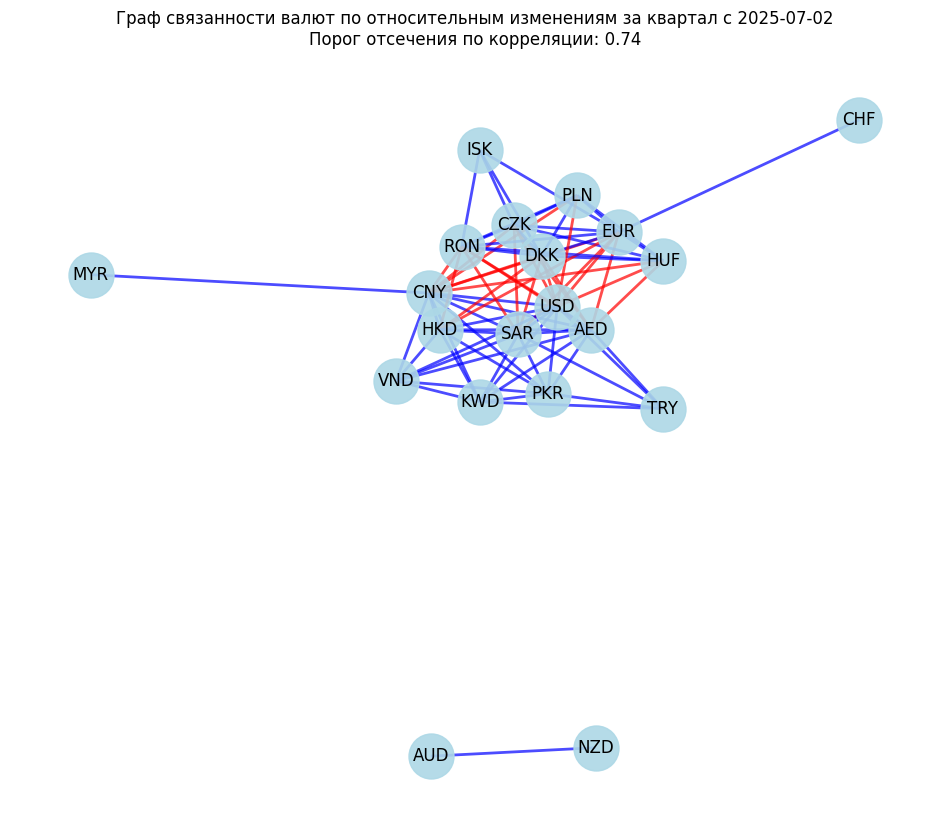 Граф связанности валют по относительным изменениям за квартал с 2025-07-02
Порог отсечения по корреляции: 0.74
CHF
ISK
PLN
CZK
EUR
RON
DKK
HUF
MYR
CNY
USD
HKD
SAR
AED
VND
KWD
PKR
TRY
AUD
NZD